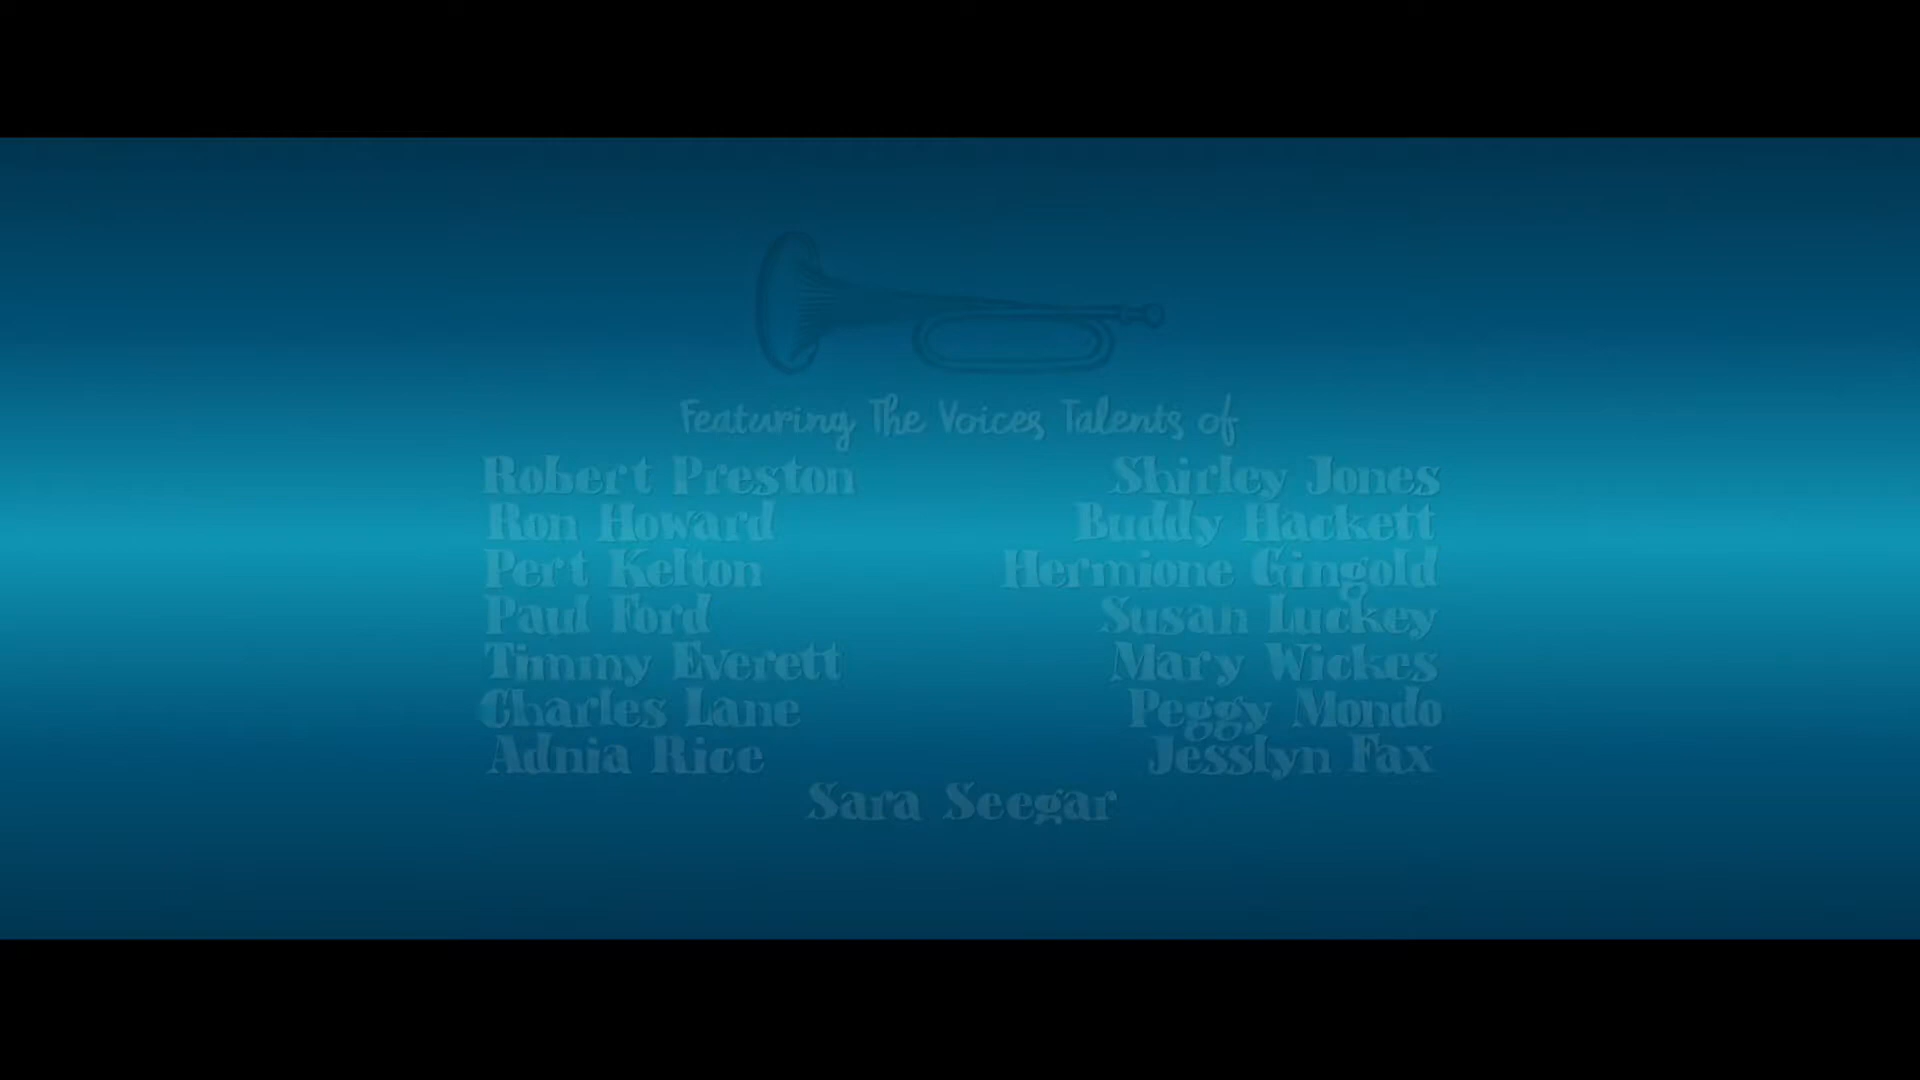 Featuring The Voices Talents of
Robert Preston Shirley Jones
Ron Howard Buddy Hackett
Pert Kelton Hermione Gingold
Paul Ford Susan Luckey
Timmy Everett Mary Wickes
Charles Lane Peggy Mondo
Adnia Rice Jesslyn Fax
Sara Seegar